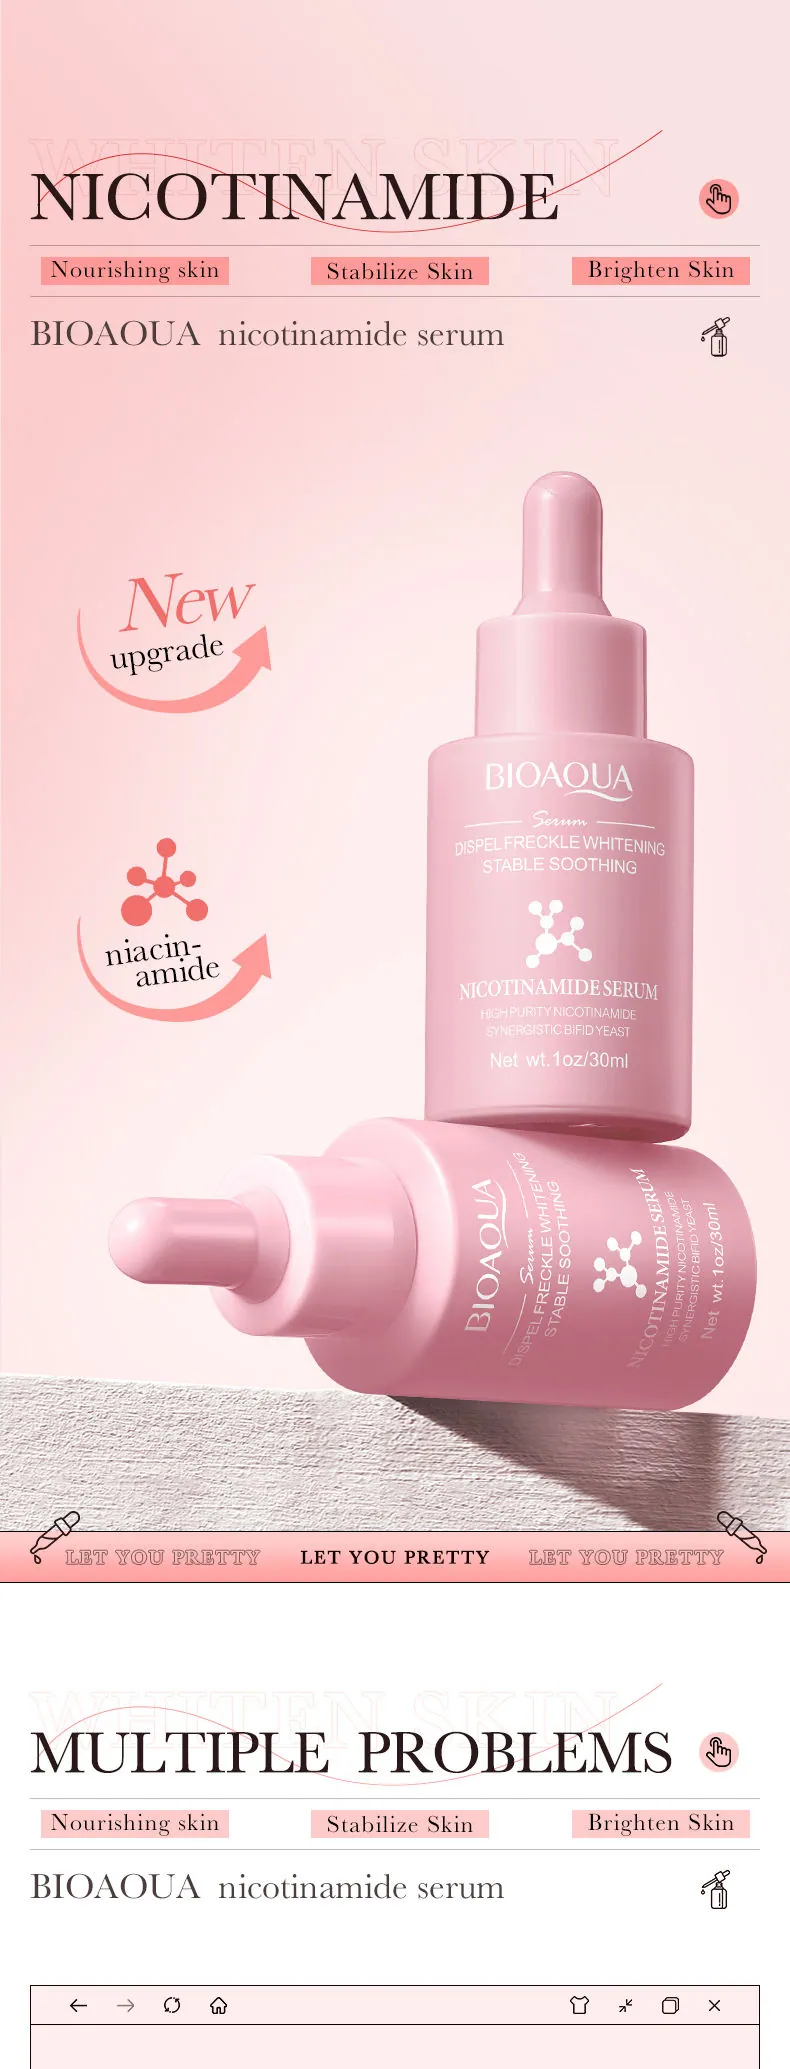 WHITEN SKIN
NICOTINAMIDE
Nourishing skin
Stabilize Skin
Brighten Skin
BIOAOUA nicotinamide serum
New
upgrade
niacin-
amide
BIOAQUA
Serum
DISPEL FRECKLE WHITENING
STABLE SOOTHING
NICOTINAMIDE SERUM
HIGH PURITY NICOTINAMIDE
SYNERGISTIC BIFID YEAST
Net wt.1oz/30ml
BIOAQUA
Serum
DISPEL FRECKLE WHITENING
STABLE SOOTHING
NICOTINAMIDE SERUM
HIGH PURITY NICOTINAMIDE
SYNERGISTIC BIFID YEAST
Net wt.1oz/30ml
LET YOU PRETTY LET YOU PRETTY LET YOU PRETTY
WHITEN SKIN
MULTIPLE PROBLEMS
Nourishing skin
Stabilize Skin
Brighten Skin
BIOAOUA nicotinamide serum